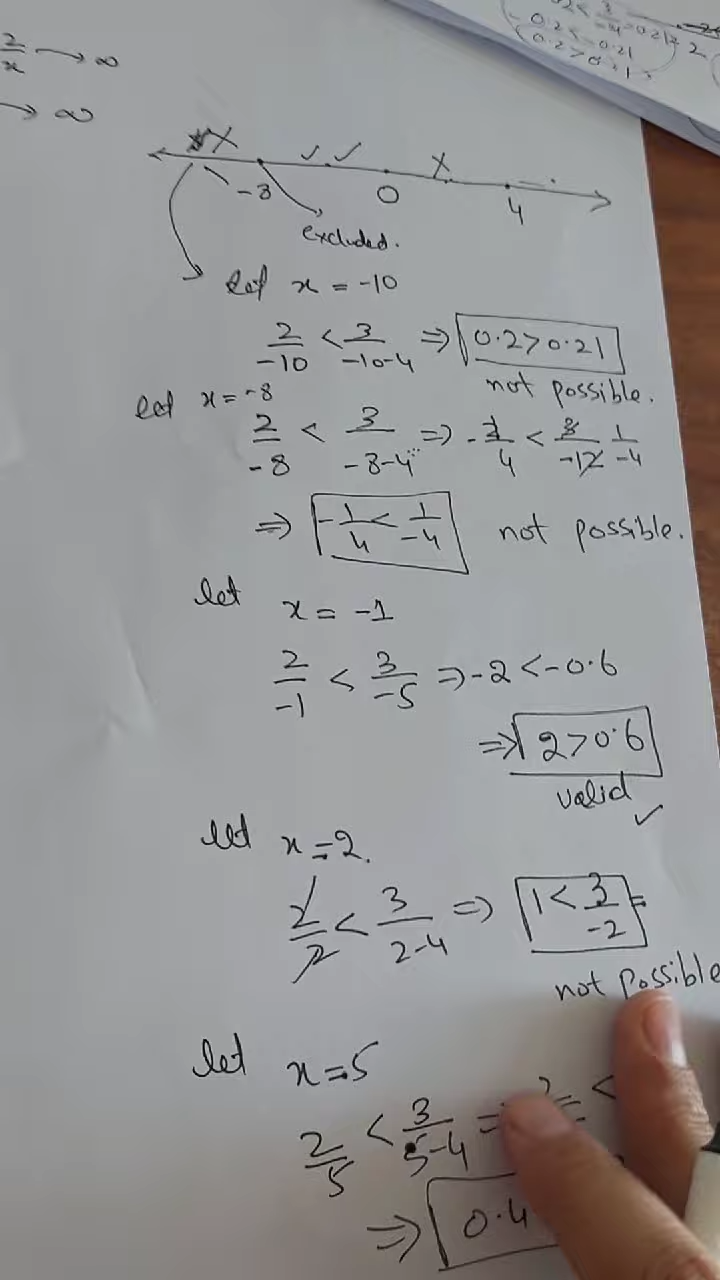 2/x → ∞
→ ∞
-8 0 4
excluded.
let x = -10
2/-10 < 3/-10-4 ⇒ 0.2 > 0.21
not possible.
let x = -8
2/-8 < 3/-8-4 ⇒ -1/4 < 3/-12 1/-4
⇒ -1/4 < 1/-4 not possible.
let x = -1
2/-1 < 3/-5 ⇒ -2 < -0.6
⇒ 2 > 0.6
valid ✓
let x = 2.
2/2 < 3/2-4 ⇒ 1 < 3/-2 =
not possible
let x = 5
2/5 < 3/5-4 =
⇒ 0.4